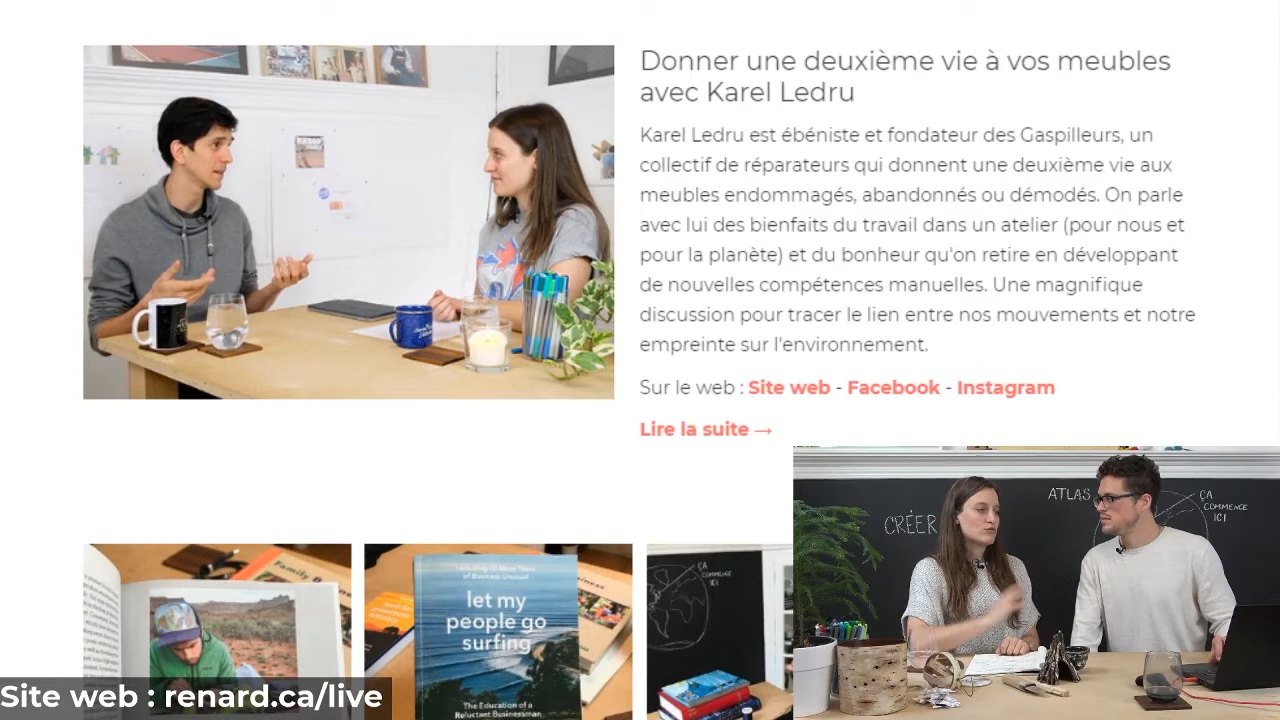 Donner une deuxième vie à vos meubles
avec Karel Ledru
Karel Ledru est ébéniste et fondateur des Gaspilleurs, un
collectif de réparateurs qui donnent une deuxième vie aux
meubles endommagés, abandonnés ou démodés. On parle
avec lui des bienfaits du travail dans un atelier (pour nous et
pour la planète) et du bonheur qu'on retire en développant
de nouvelles compétences manuelles. Une magnifique
discussion pour tracer le lien entre nos mouvements et notre
empreinte sur l'environnement.
Sur le web : Site web - Facebook - Instagram
Lire la suite →
CRÉER
ATLAS
ÇA
COMMENCE
ICI
Family B
let my
people go
surfing
The Education of a
Reluctant Businessman
ÇA
COMMENCE
ICI
Site web : renard.ca/live